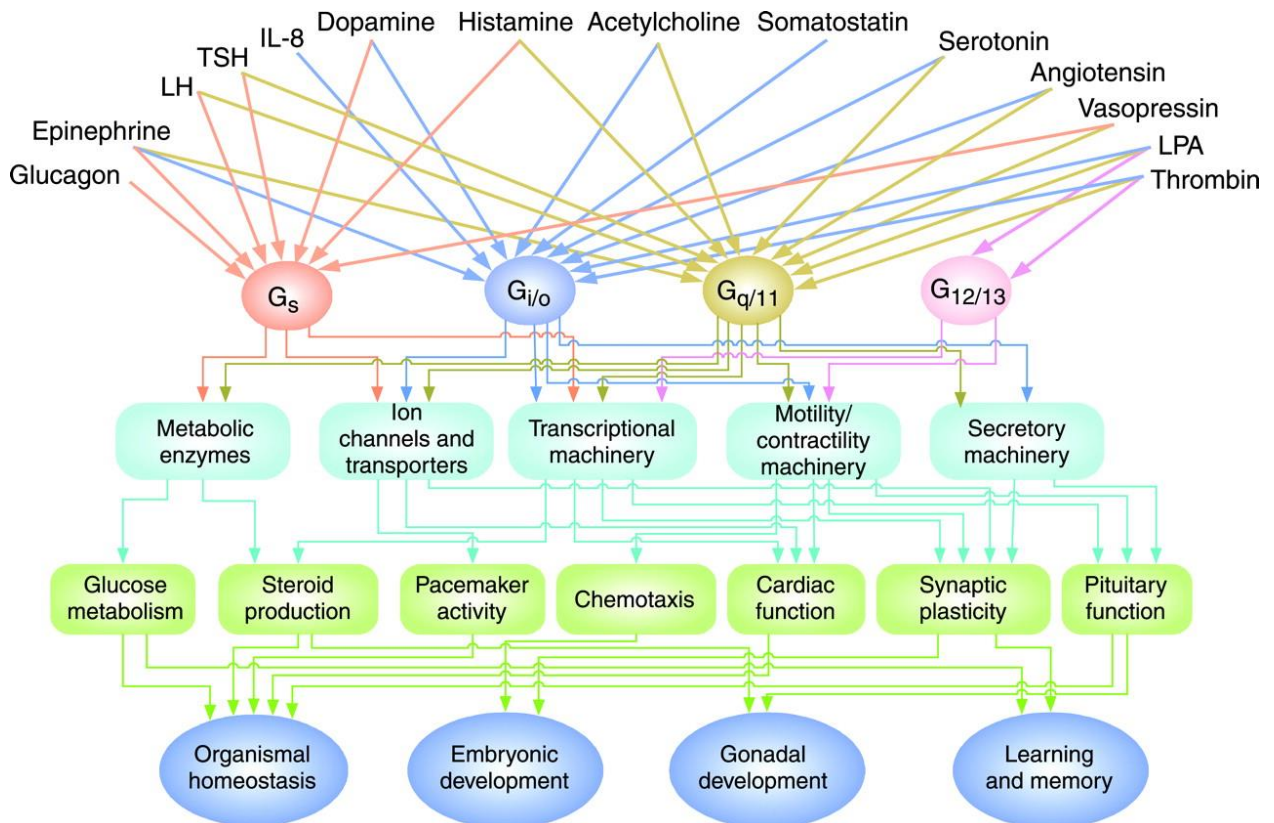 Dopamine
Histamine
Acetylcholine
Somatostatin
IL-8
Serotonin
TSH
Angiotensin
LH
Vasopressin
Epinephrine
LPA
Glucagon
Thrombin
Gs
Gi/o
Gq/11
G12/13
Metabolic
enzymes
Ion
channels and
transporters
Transcriptional
machinery
Motility/
contractility
machinery
Secretory
machinery
Glucose
metabolism
Steroid
production
Pacemaker
activity
Chemotaxis
Cardiac
function
Synaptic
plasticity
Pituitary
function
Organismal
homeostasis
Embryonic
development
Gonadal
development
Learning
and memory